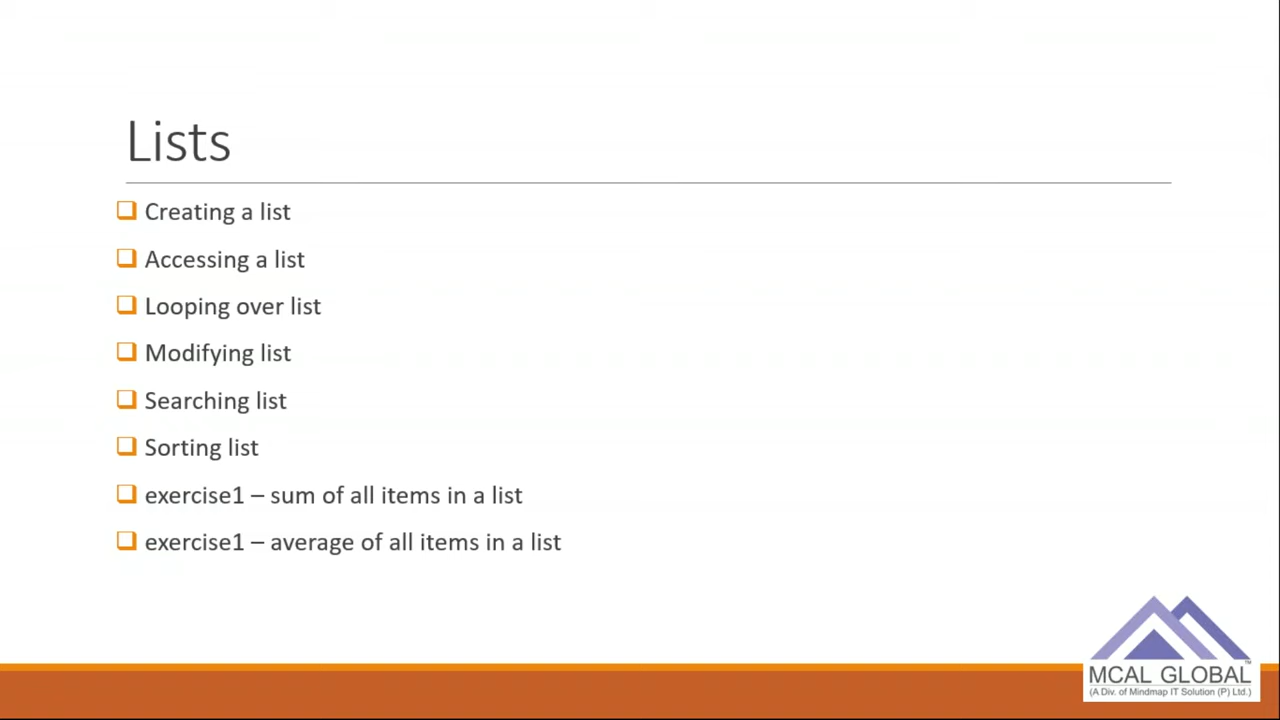 Lists
Creating a list
Accessing a list
Looping over list
Modifying list
Searching list
Sorting list
exercise1 – sum of all items in a list
exercise1 – average of all items in a list
MCAL GLOBAL™
(A Div. of Mindmap IT Solution (P) Ltd.)